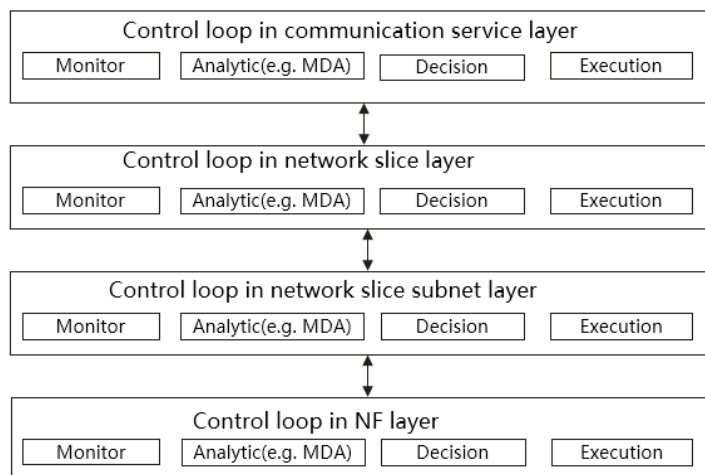 Control loop in communication service layer
Monitor Analytic(e.g. MDA) Decision Execution
Control loop in network slice layer
Monitor Analytic(e.g. MDA) Decision Execution
Control loop in network slice subnet layer
Monitor Analytic(e.g. MDA) Decision Execution
Control loop in NF layer
Monitor Analytic(e.g. MDA) Decision Execution